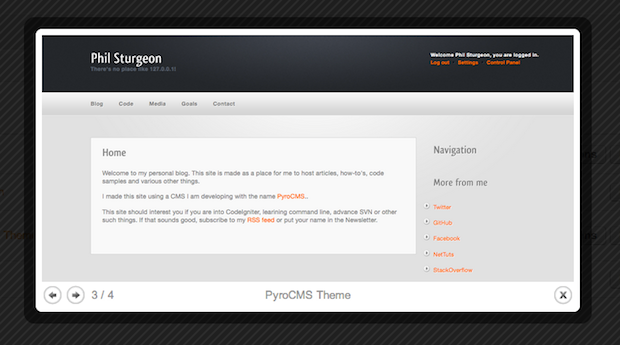 Phil Sturgeon
There's no place like 127.0.0.1!
Welcome Phil Sturgeon, you are logged in.
Log out Settings Control Panel
Blog Code Media Goals Contact
Home
Welcome to my personal blog. This site is made as a place for me to host articles, how-to's, code
samples and various other things.
I made this site using a CMS I am developing with the name PyroCMS..
This site should interest you if you are into CodeIgniter, learining command line, advance SVN or other
such things. If that sounds good, subscribe to my RSS feed or put your name in the Newsletter.
Navigation
More from me
Twitter
GitHub
Facebook
NetTuts
StackOverflow
3 / 4
PyroCMS Theme
X